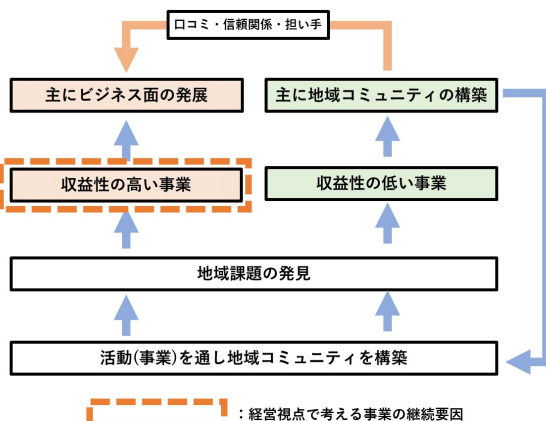 口コミ・信頼関係・担い手
主にビジネス面の発展
主に地域コミュニティの構築
収益性の高い事業
収益性の低い事業
地域課題の発見
活動(事業)を通し地域コミュニティを構築
：経営視点で考える事業の継続要因